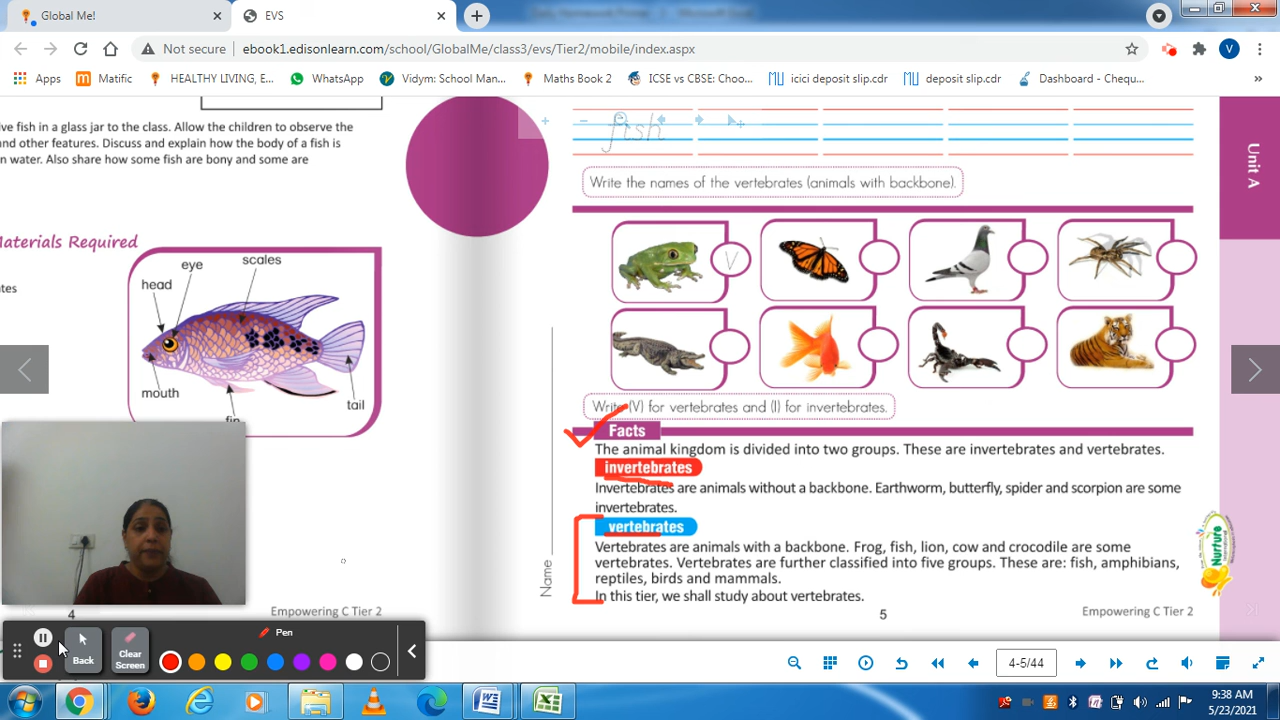 Global Me!
EVS
Not secure
ebook1.edisonlearn.com/school/GlobalMe/class3/evs/Tier2/mobile/index.aspx
V
Apps
Matific
HEALTHY LIVING, E...
WhatsApp
Vidym: School Man...
Maths Book 2
ICSE vs CBSE: Choo...
icici deposit slip.cdr
deposit slip.cdr
Dashboard - Chequ...
ive fish in a glass jar to the class. Allow the children to observe the
and other features. Discuss and explain how the body of a fish is
n water. Also share how some fish are bony and some are
Materials Required
tes
eye
scales
head
mouth
tail
fin
4
Empowering C Tier 2
fish
Write the names of the vertebrates (animals with backbone).
V
Write (V) for vertebrates and (I) for invertebrates.
Facts
The animal kingdom is divided into two groups. These are invertebrates and vertebrates.
invertebrates
Invertebrates are animals without a backbone. Earthworm, butterfly, spider and scorpion are some
invertebrates.
vertebrates
Vertebrates are animals with a backbone. Frog, fish, lion, cow and crocodile are some
vertebrates. Vertebrates are further classified into five groups. These are: fish, amphibians,
reptiles, birds and mammals.
In this tier, we shall study about vertebrates.
Name
5
Empowering C Tier 2
Unit A
Nurture
Pen
Back
Clear
Screen
4-5/44
9:38 AM
5/23/2021